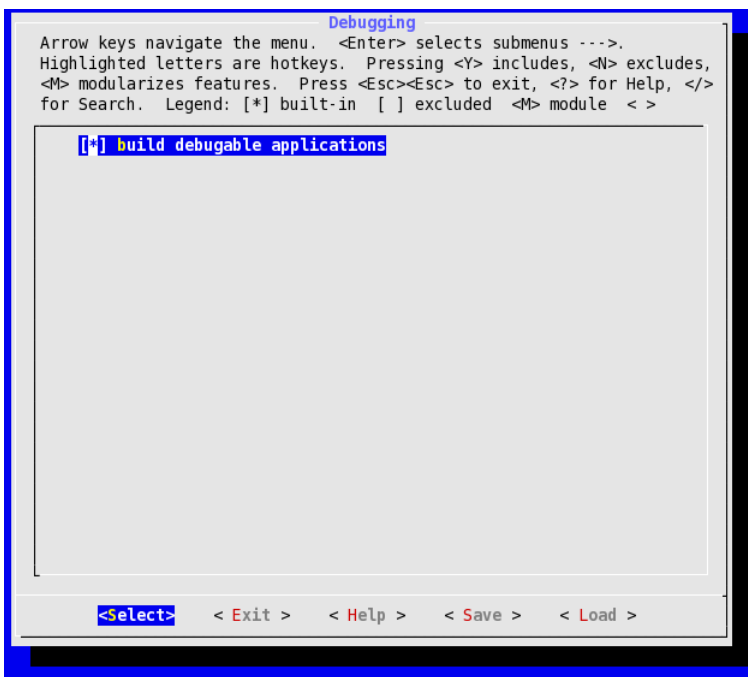 Debugging
Arrow keys navigate the menu.  <Enter> selects submenus --->.
Highlighted letters are hotkeys.  Pressing <Y> includes, <N> excludes,
<M> modularizes features.  Press <Esc><Esc> to exit, <?> for Help, </>
for Search.  Legend: [*] built-in  [ ] excluded  <M> module  < >
[*] build debugable applications
<Select>    < Exit >    < Help >    < Save >    < Load >